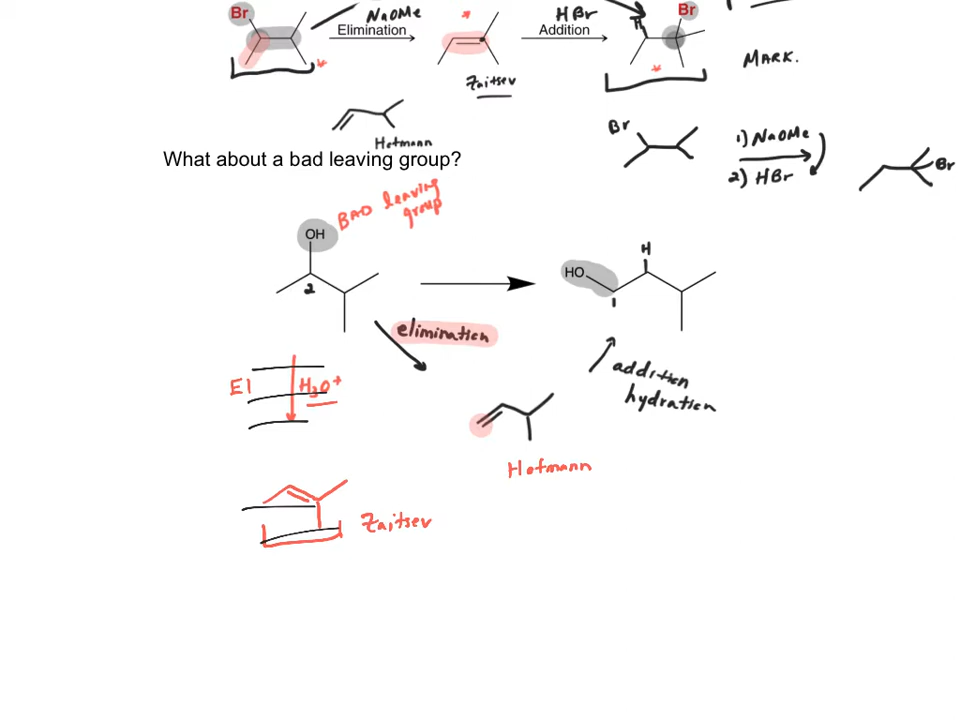 Br
NaOMe
Elimination
*
HBr
Addition
H
Br
*
Zaitsev
*
MARK.
Hofmann
Br
1) NaOMe
2) HBr
Br
What about a bad leaving group?
BAD leaving
group
OH
2
HO
H
1
elimination
E1
H3O+
addition
hydration
Hofmann
Zaitsev